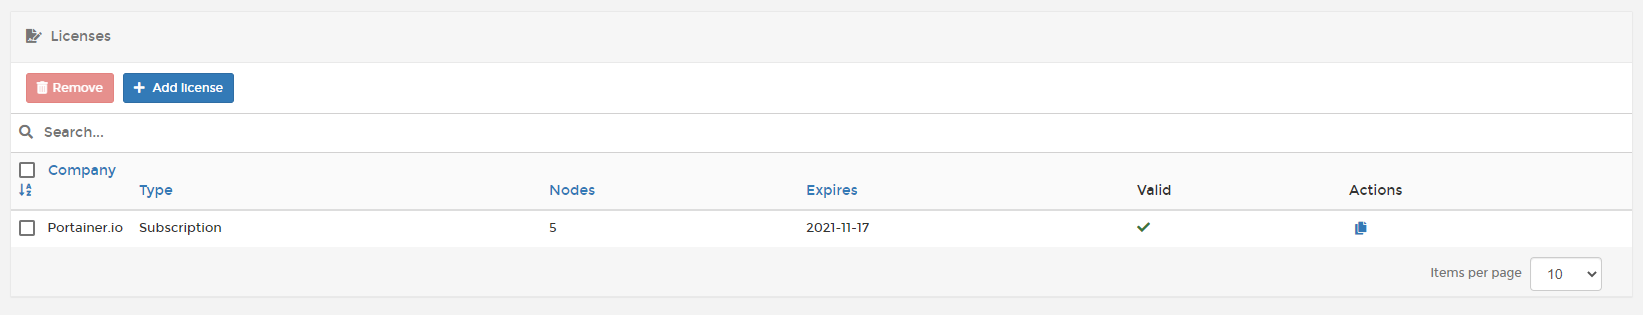 Licenses
Remove Add license
Search...
Company
Type Nodes Expires Valid Actions
Portainer.io Subscription 5 2021-11-17
Items per page 10